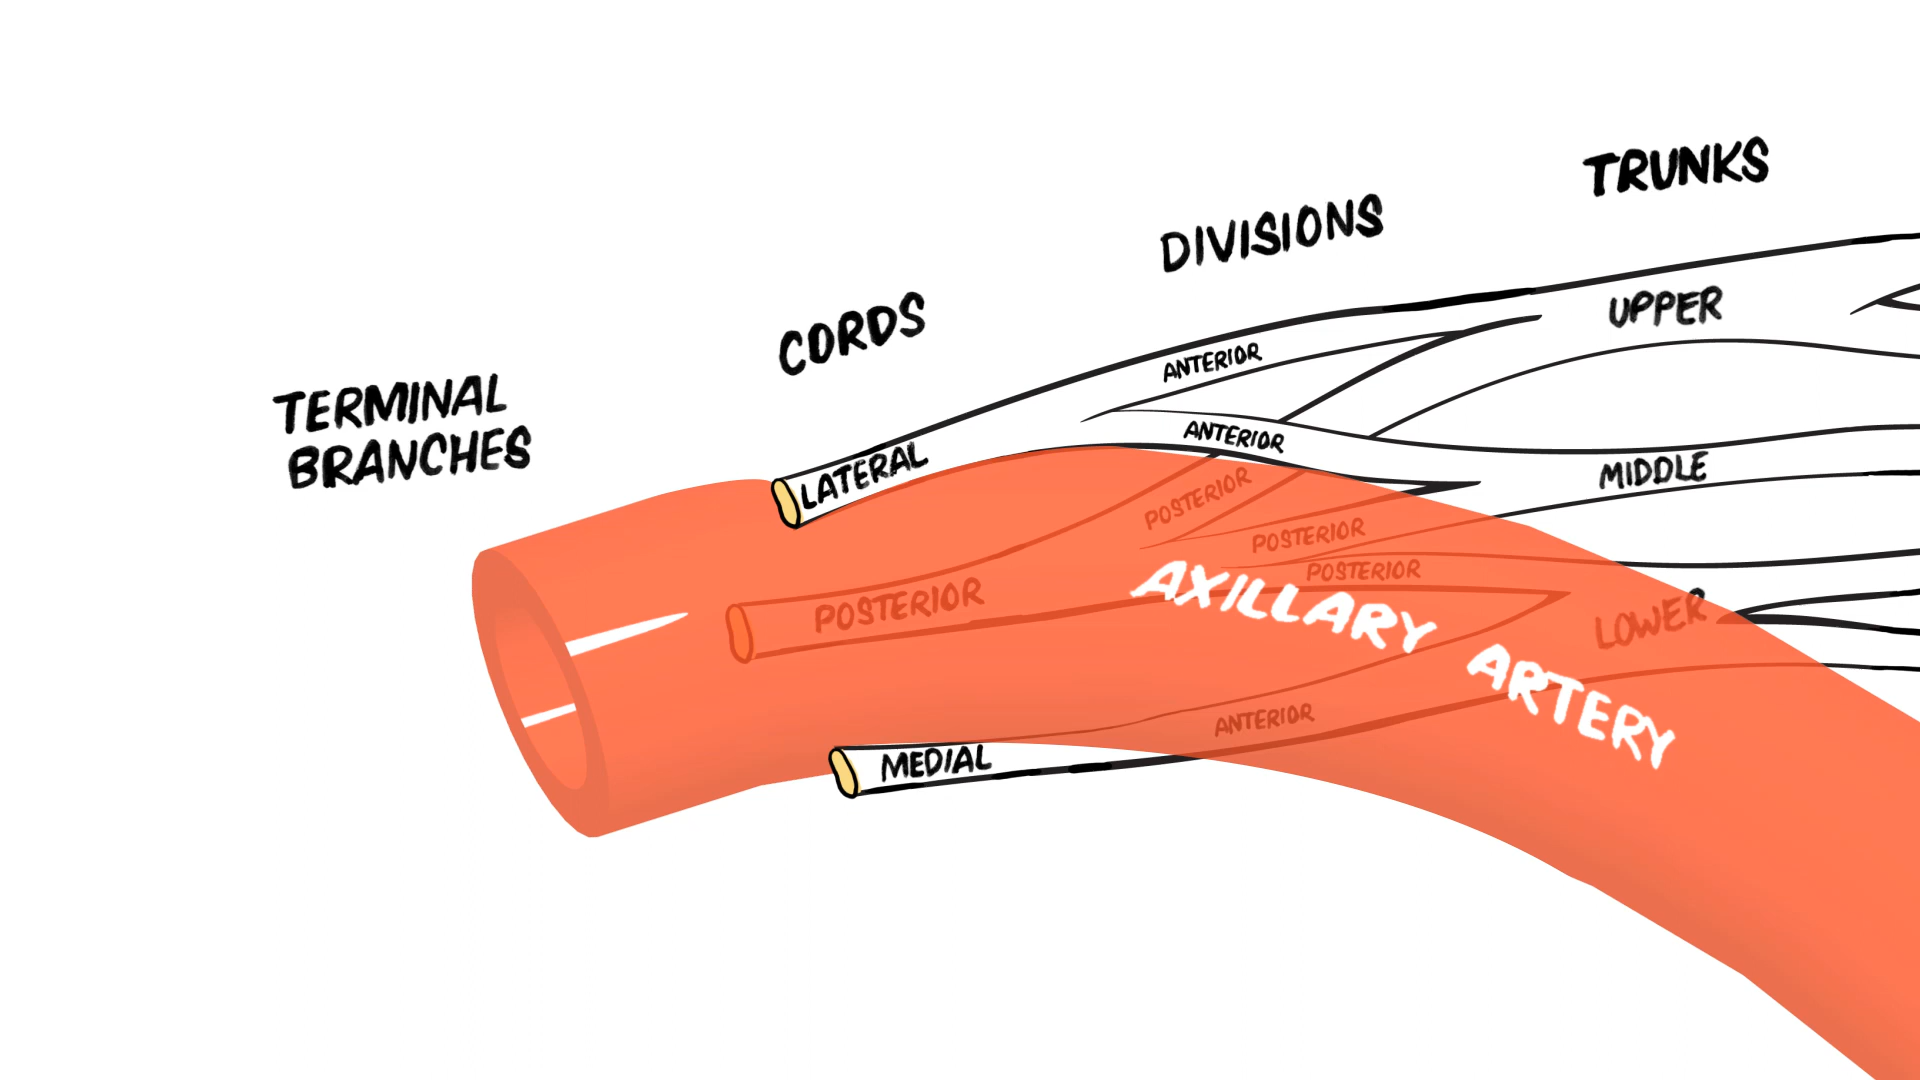 TRUNKS
DIVISIONS
CORDS
TERMINAL
BRANCHES
UPPER
ANTERIOR
ANTERIOR
MIDDLE
LATERAL
POSTERIOR
POSTERIOR
POSTERIOR
POSTERIOR
LOWER
AXILLARY ARTERY
ANTERIOR
MEDIAL